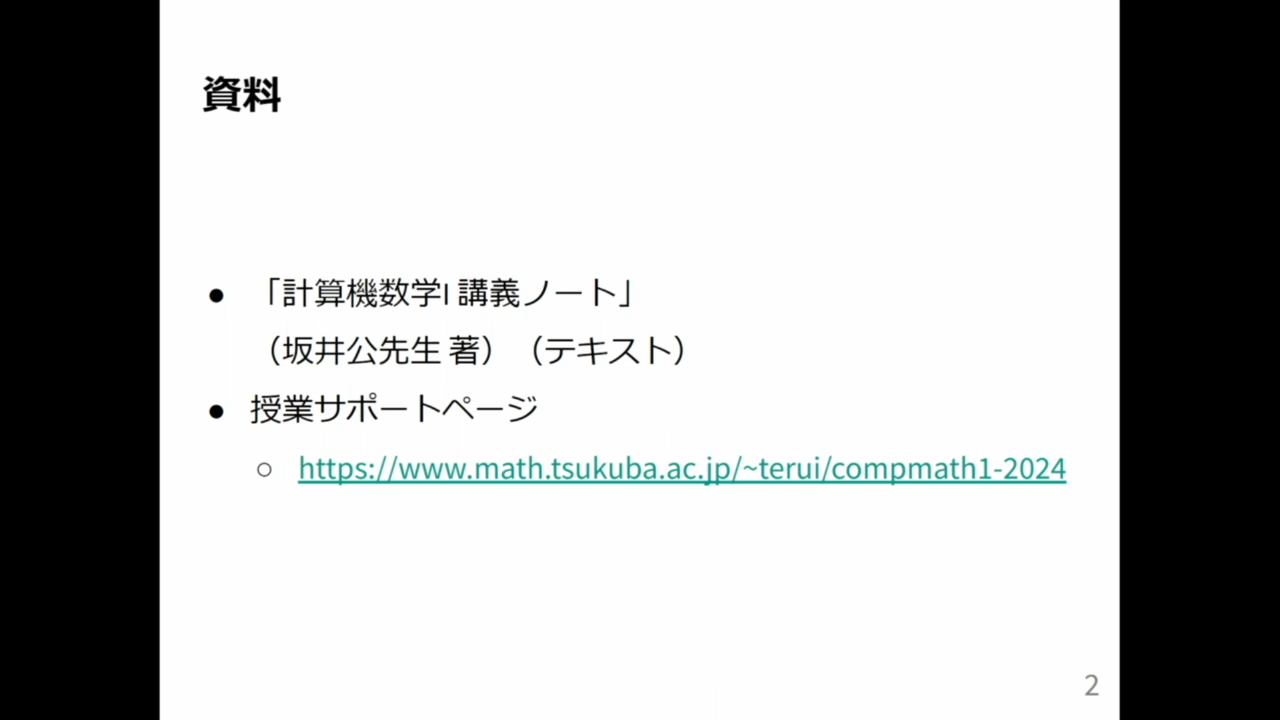 資料
● 「計算機数学I 講義ノート」
（坂井公先生 著）（テキスト）
● 授業サポートページ
○ https://www.math.tsukuba.ac.jp/~terui/compmath1-2024
2